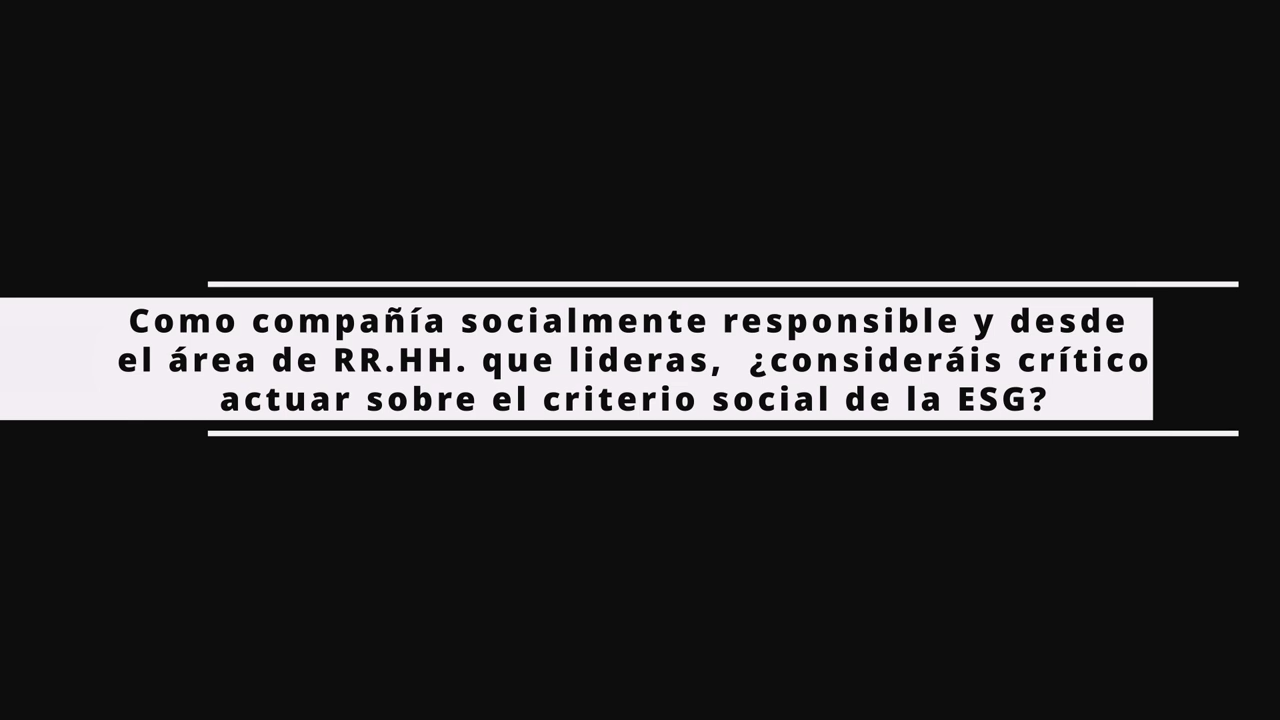 Como compañía socialmente responsible y desde
el área de RR.HH. que lideras,  ¿consideráis crítico
actuar sobre el criterio social de la ESG?